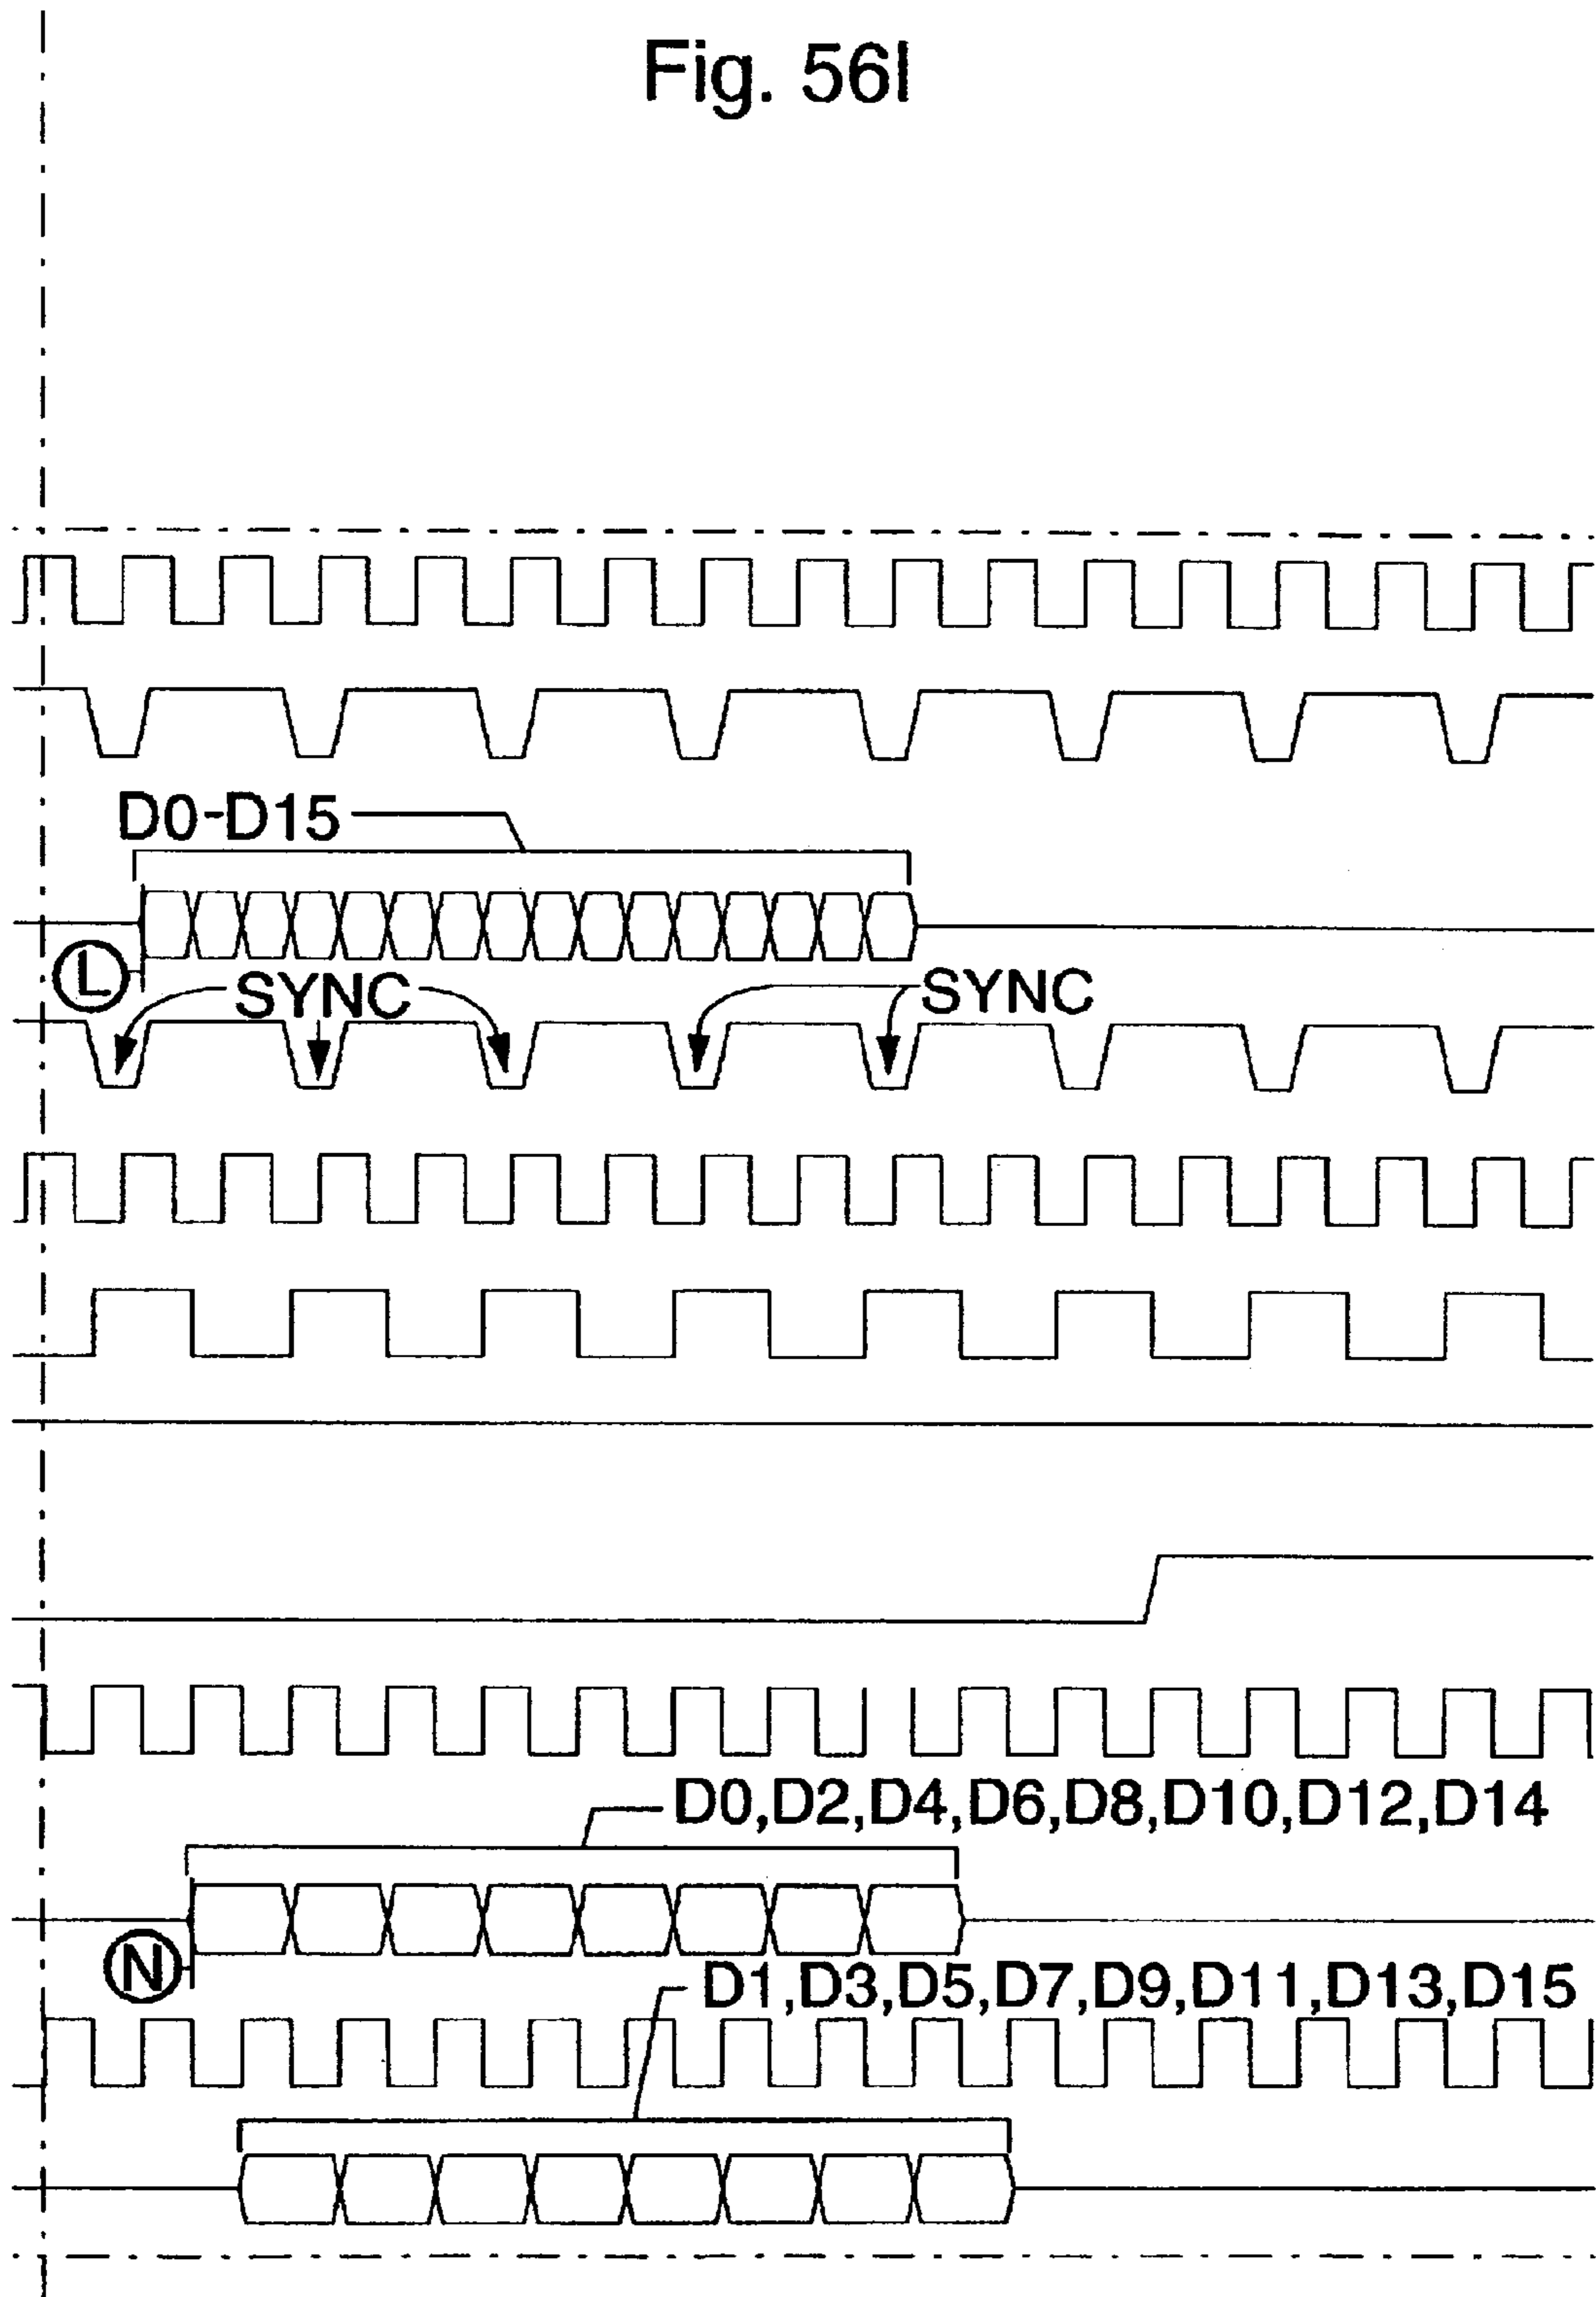 Fig. 56I
D0-D15
L
SYNC
SYNC
D0,D2,D4,D6,D8,D10,D12,D14
N
D1,D3,D5,D7,D9,D11,D13,D15